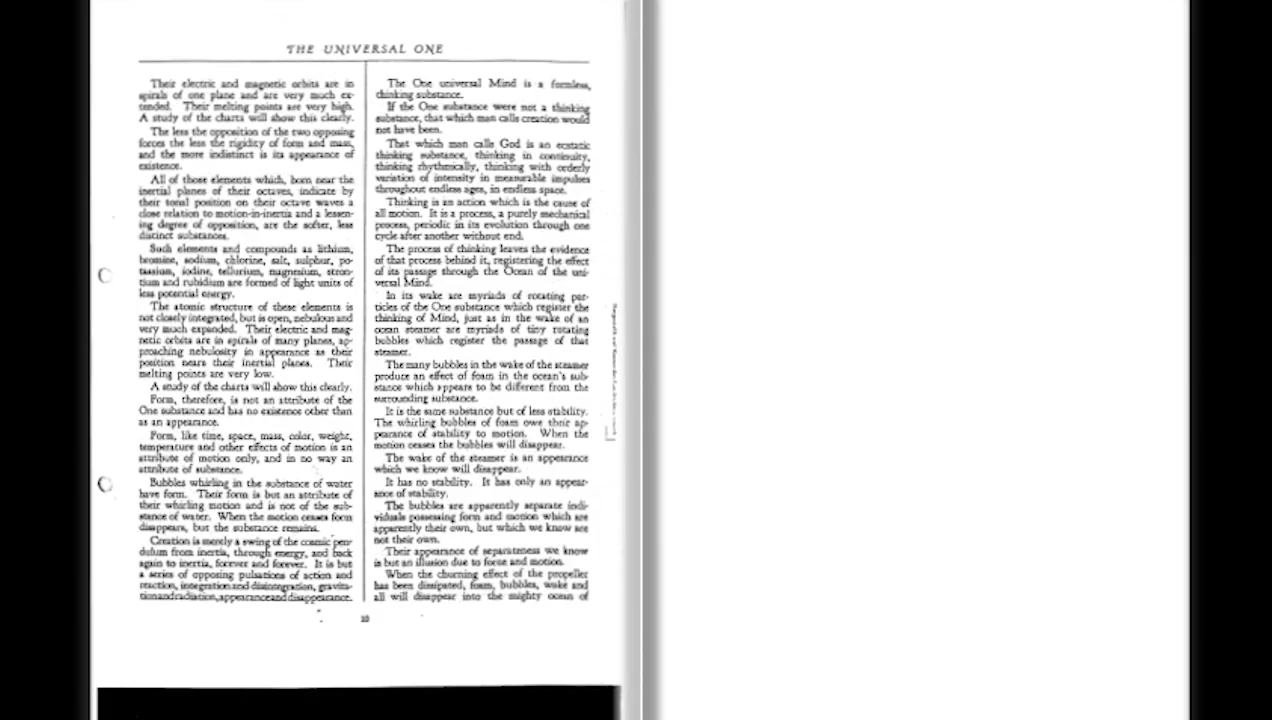 THE UNIVERSAL ONE
Their electric and magnetic orbits are in
spirals of one plane and are very much ex-
tended. Their melting points are very high.
A study of the charts will show this clearly.
The less the opposition of the two opposing
forces the less the rigidity of form and mass,
and the more indistinct is its appearance of
existence.
All of those elements which, born near the
inertial planes of their octaves, indicate by
their tonal position on their octave waves a
close relation to motion-in-inertia and a lessen-
ing degree of opposition, are the softer, less
distinct substances.
Such elements and compounds as lithium,
bromine, sodium, chlorine, salt, sulphur, po-
tassium, iodine, tellurium, magnesium, stron-
tium and rubidium are formed of light units of
less potential energy.
The atomic structure of these elements is
not closely integrated, but is open, nebulous and
very much expanded. Their electric and mag-
netic orbits are in spirals of many planes, ap-
proaching nebulosity in appearance as their
position nears their inertial planes. Their
melting points are very low.
A study of the charts will show this clearly.
Form, therefore, is not an attribute of the
One substance and has no existence other than
as an appearance.
Form, like time, space, mass, color, weight,
temperature and other effects of motion is an
attribute of motion only, and in no way an
attribute of substance.
Bubbles whirling in the substance of water
have form. Their form is but an attribute of
their whirling motion and is not of the sub-
stance of water. When the motion ceases form
disappears, but the substance remains.
Creation is merely a swing of the cosmic pen-
dulum from inertia, through energy, and back
again to inertia, forever and forever. It is but
a series of opposing pulsations of action and
reaction, integration and disintegration, gravita-
tion and radiation, appearance and disappearance.
The One universal Mind is a formless,
thinking substance.
If the One substance were not a thinking
substance, that which man calls creation would
not have been.
That which man calls God is an ecstatic
thinking substance, thinking in continuity,
thinking rhythmically, thinking with orderly
variation of intensity in measurable impulses
throughout endless ages, in endless space.
Thinking is an action which is the cause of
all motion. It is a process, a purely mechanical
process, periodic in its evolution through one
cycle after another without end.
The process of thinking leaves the evidence
of that process behind it, registering the effect
of its passage through the Ocean of the uni-
versal Mind.
In its wake are myriads of rotating par-
ticles of the One substance which register the
thinking of Mind, just as in the wake of an
ocean steamer are myriads of tiny rotating
bubbles which register the passage of that
steamer.
The many bubbles in the wake of the steamer
produce an effect of foam in the ocean's sub-
stance which appears to be different from the
surrounding substance.
It is the same substance but of less stability.
The whirling bubbles of foam owe their ap-
pearance of stability to motion. When the
motion ceases the bubbles will disappear.
The wake of the steamer is an appearance
which we know will disappear.
It has no stability. It has only an appear-
ance of stability.
The bubbles are apparently separate indi-
viduals possessing form and motion which are
apparently their own, but which we know are
not their own.
Their appearance of separateness we know
is but an illusion due to force and motion.
When the churning effect of the propeller
has been dissipated, foam, bubbles, wake and
all will disappear into the mighty ocean of
10